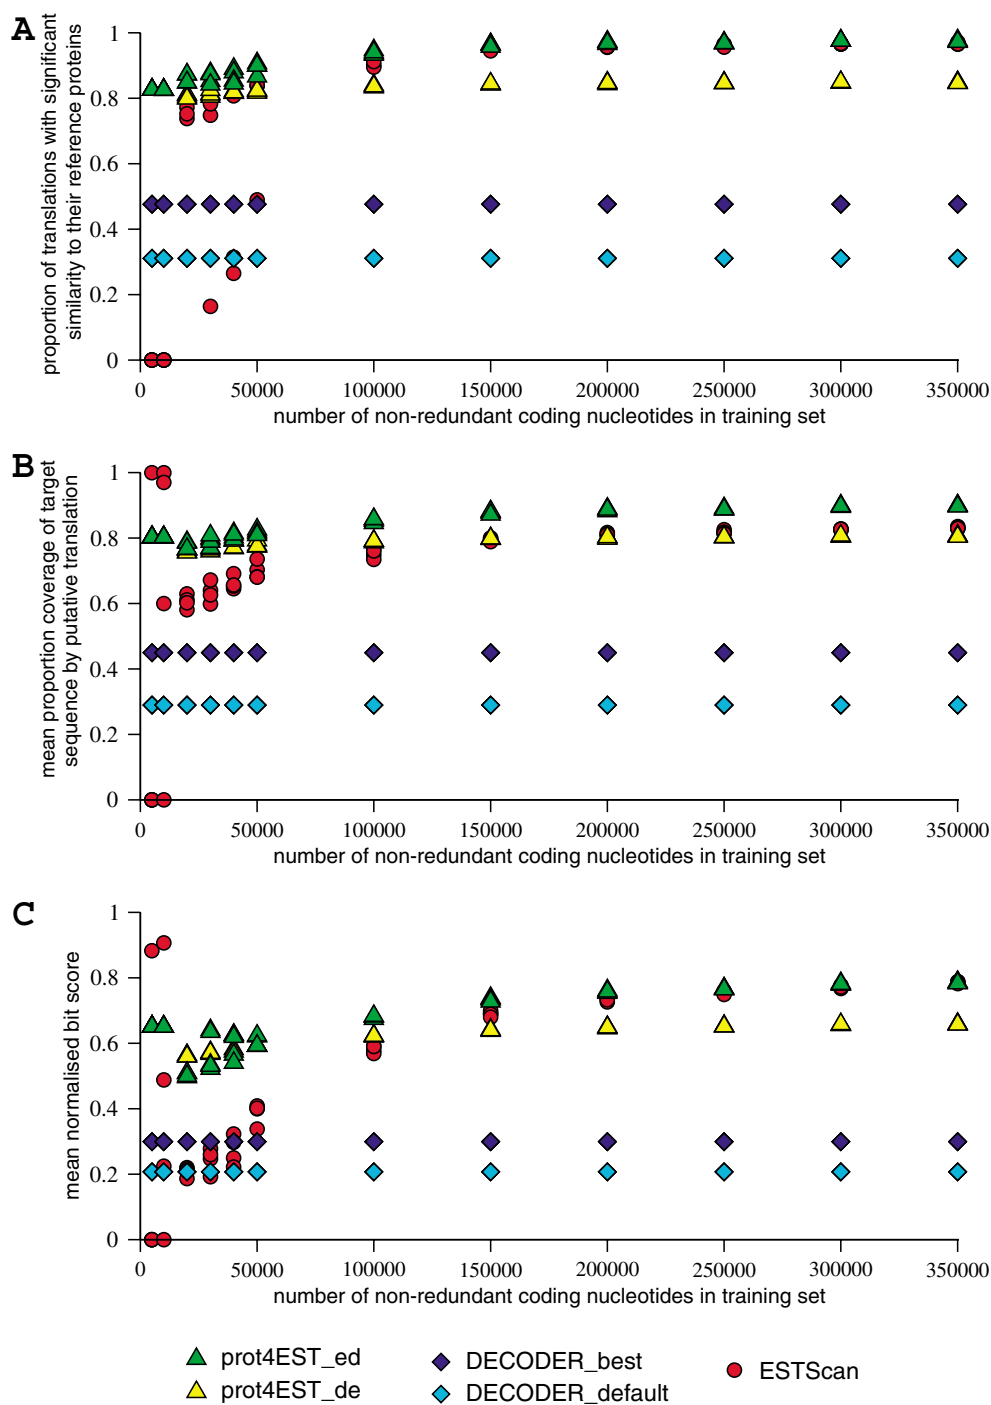 A
proportion of translations with significant
similarity to their reference proteins
1
0.8
0.6
0.4
0.2
0
0 50000 100000 150000 200000 250000 300000 350000
number of non-redundant coding nucleotides in training set
B
mean proportion coverage of target
sequence by putative translation
1
0.8
0.6
0.4
0.2
0
0 50000 100000 150000 200000 250000 300000 350000
number of non-redundant coding nucleotides in training set
C
mean normalised bit score
1
0.8
0.6
0.4
0.2
0
0 50000 100000 150000 200000 250000 300000 350000
number of non-redundant coding nucleotides in training set
prot4EST_ed
prot4EST_de
DECODER_best
DECODER_default
ESTScan